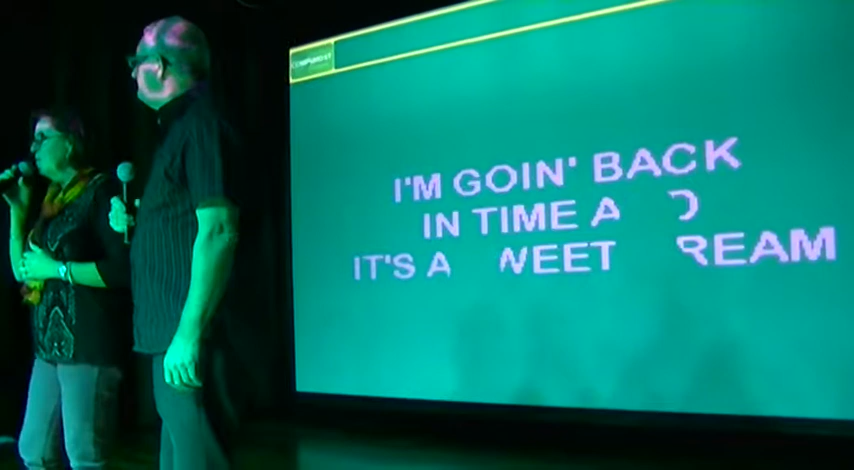 I'M GOIN' BACK
IN TIME A
IT'S A WEET REAM